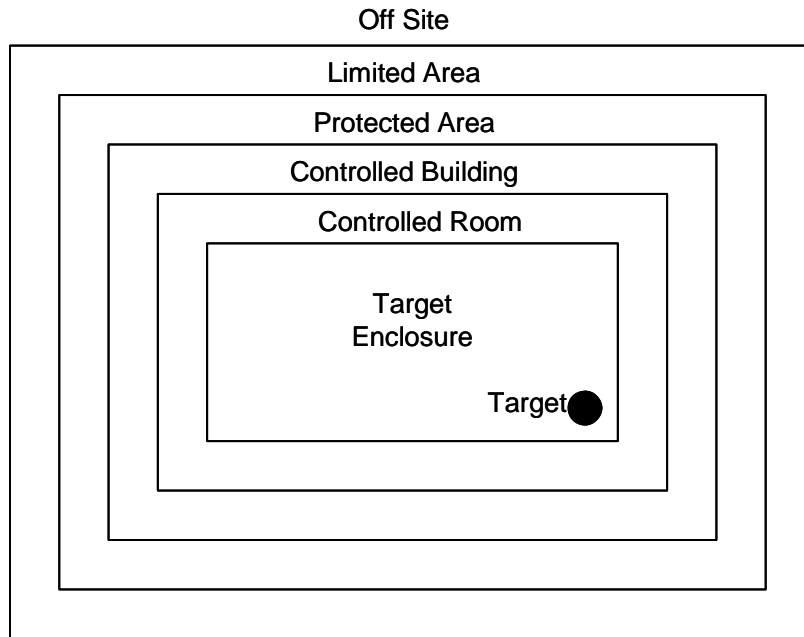 Off Site
Limited Area
Protected Area
Controlled Building
Controlled Room
Target
Enclosure
Target